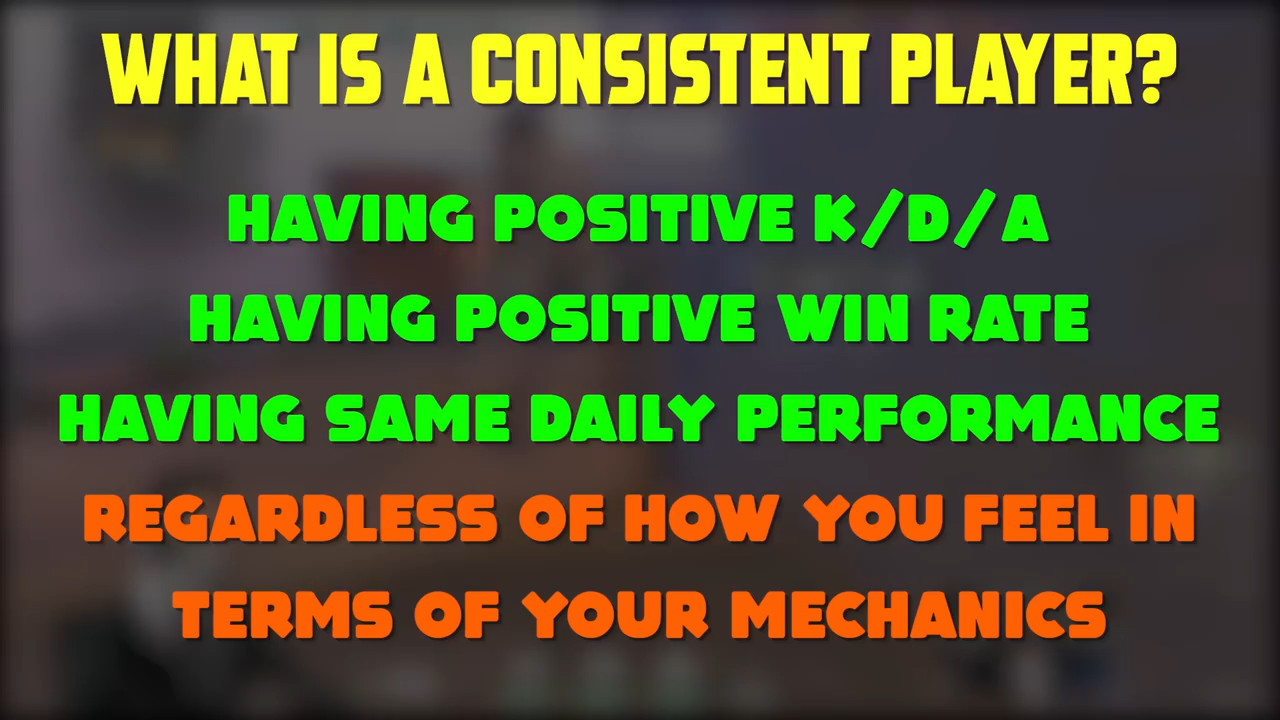 WHAT IS A CONSISTENT PLAYER?
HAVING POSITIVE K/D/A
HAVING POSITIVE WIN RATE
HAVING SAME DAILY PERFORMANCE
REGARDLESS OF HOW YOU FEEL IN
TERMS OF YOUR MECHANICS